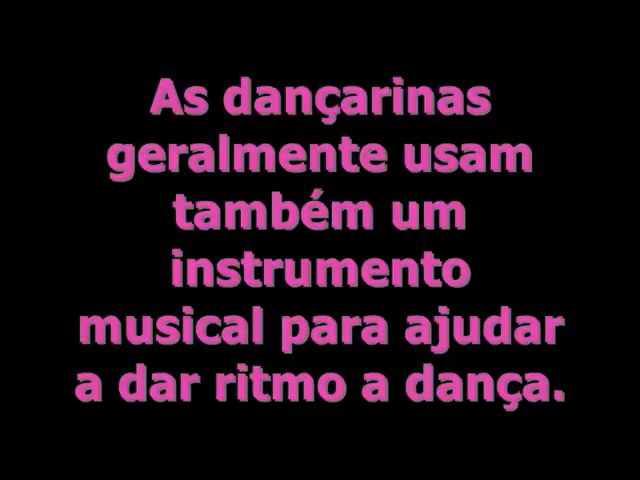 As dançarinas
geralmente usam
também um
instrumento
musical para ajudar
a dar ritmo a dança.